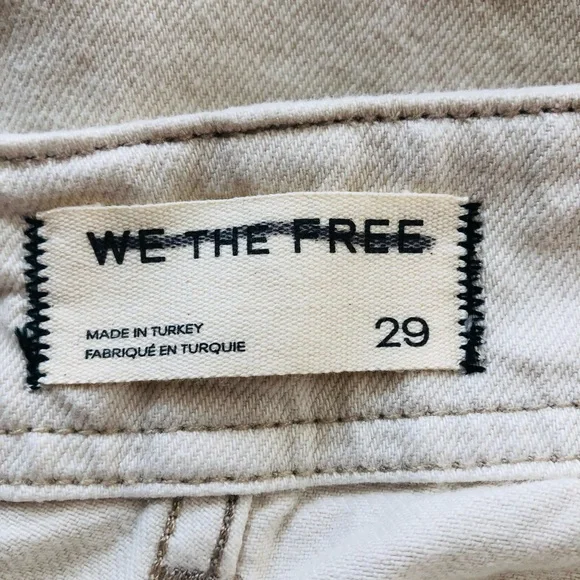 WE THE FREE
MADE IN TURKEY
FABRIQUÉ EN TURQUIE
29